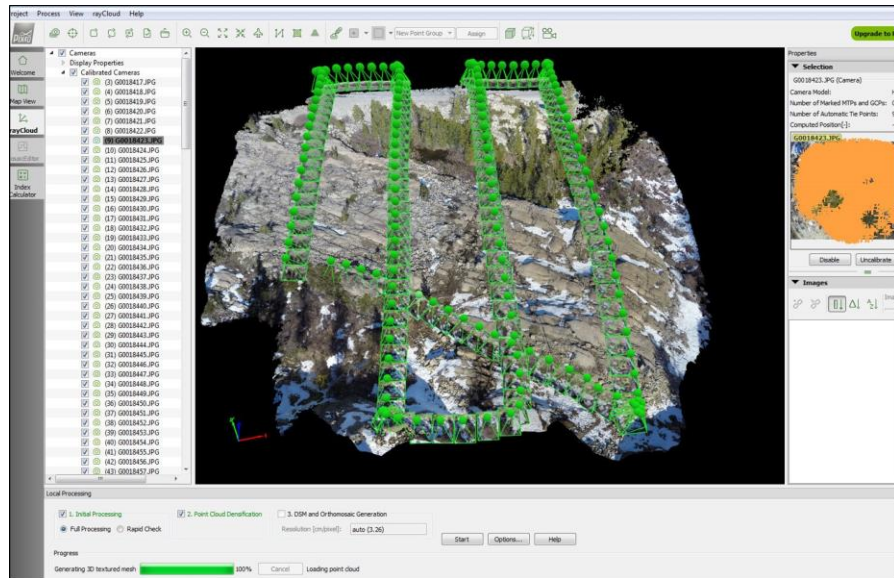 roject Process View rayCloud Help
New Point Group
Assign
Upgrade to
Welcome
Map View
rayCloud
Index
Calculator
Cameras
Display Properties
Calibrated Cameras
(3) G0018417.JPG
(4) G0018418.JPG
(5) G0018419.JPG
(6) G0018420.JPG
(7) G0018421.JPG
(8) G0018422.JPG
(9) G0018423.JPG
(10) G0018424.JPG
(11) G0018425.JPG
(12) G0018426.JPG
(13) G0018427.JPG
(14) G0018428.JPG
(15) G0018429.JPG
(16) G0018430.JPG
(17) G0018431.JPG
(18) G0018432.JPG
(19) G0018433.JPG
(20) G0018434.JPG
(21) G0018435.JPG
(22) G0018436.JPG
(23) G0018437.JPG
(24) G0018438.JPG
(25) G0018439.JPG
(26) G0018440.JPG
(27) G0018441.JPG
(28) G0018442.JPG
(29) G0018443.JPG
(30) G0018444.JPG
(31) G0018445.JPG
(32) G0018446.JPG
(33) G0018447.JPG
(34) G0018448.JPG
(35) G0018449.JPG
(36) G0018450.JPG
(37) G0018451.JPG
(38) G0018452.JPG
(39) G0018453.JPG
(40) G0018454.JPG
(41) G0018455.JPG
(42) G0018456.JPG
(43) G0018457.JPG
Properties
Selection
G0018423.JPG (Camera)
Camera Model:
Number of Marked MTPs and GCPs:
Number of Automatic Tie Points:
Computed Position[-]:
G0018423.JPG
Disable
Uncalibrate
Images
Local Processing
1. Initial Processing
2. Point Cloud Densification
3. DSM and Orthomosaic Generation
Full Processing
Rapid Check
Resolution [cm/pixel]:
auto (3.26)
Start
Options...
Help
Progress
Generating 3D textured mesh
100%
Cancel
Loading point cloud